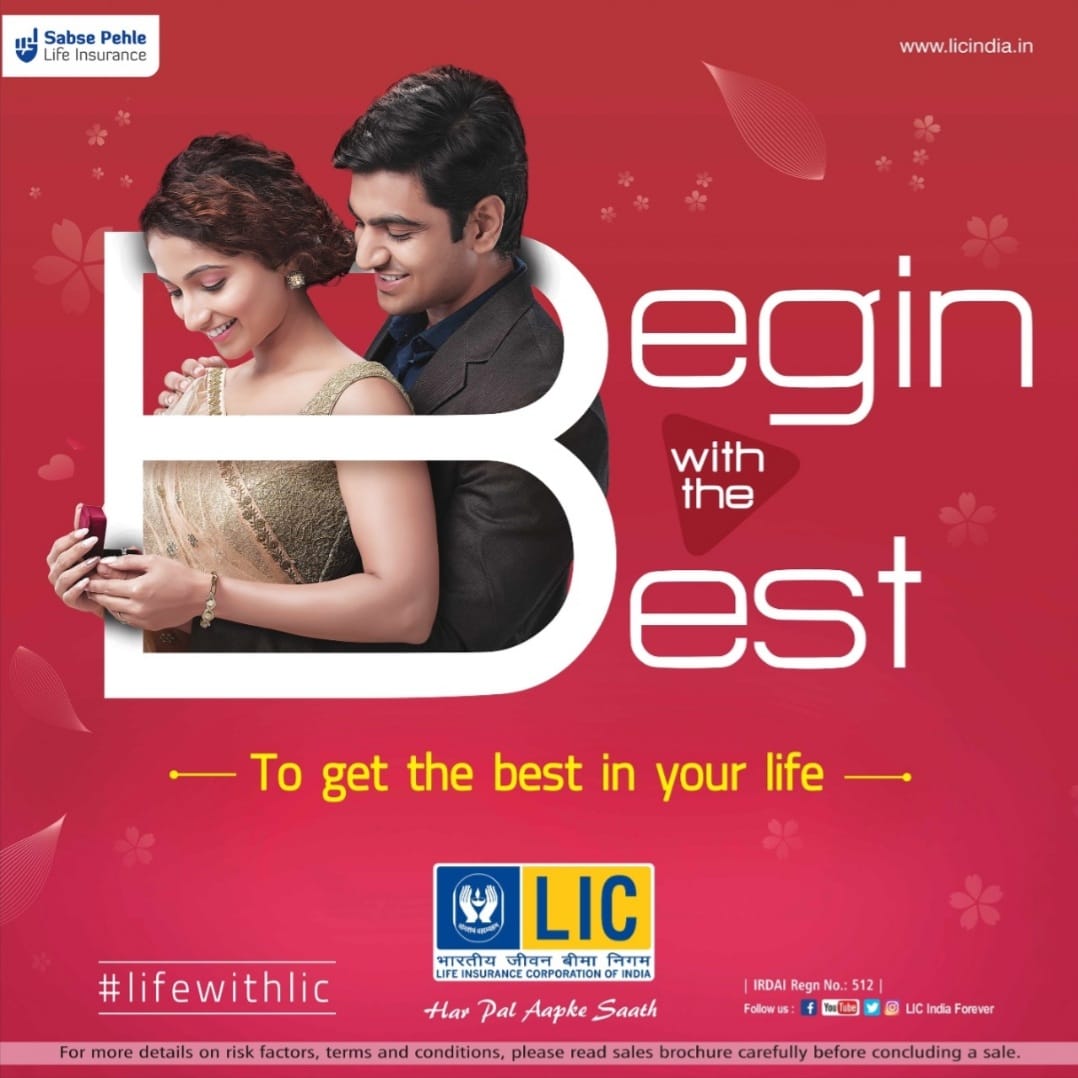 Sabse Pehle
Life Insurance
www.licindia.in
Begin
with
the
Best
To get the best in your life
LIC
भारतीय जीवन बीमा निगम
LIFE INSURANCE CORPORATION OF INDIA
Har Pal Aapke Saath
#lifewithlic
| IRDAI Regn No.: 512 |
Follow us : f YouTube LIC India Forever
For more details on risk factors, terms and conditions, please read sales brochure carefully before concluding a sale.